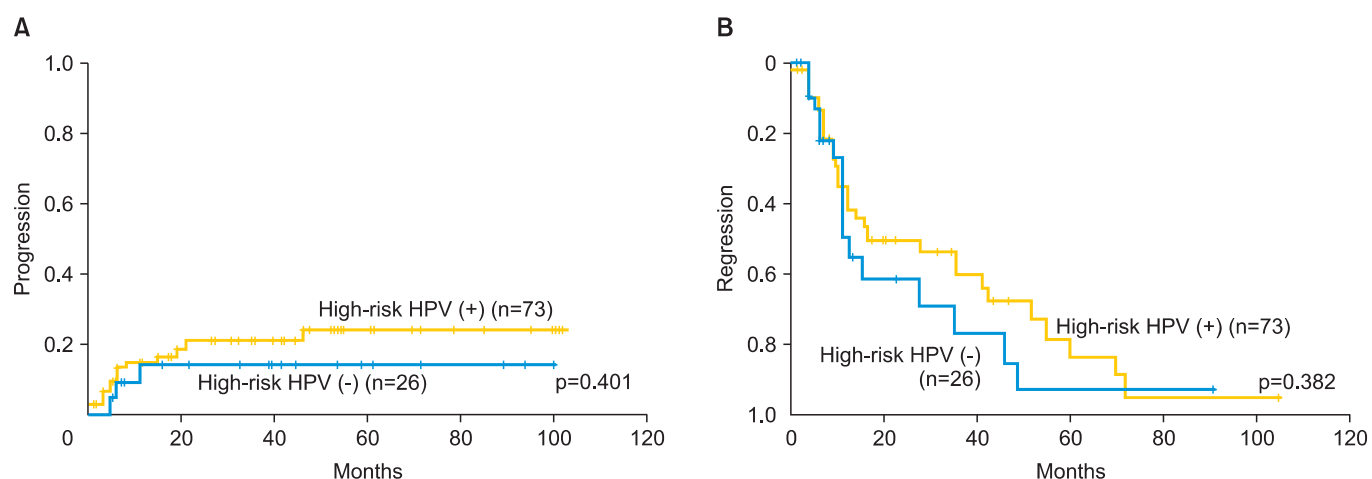 A
1.0
0.8
0.6
0.4
0.2
0
Progression
High-risk HPV (+) (n=73)
High-risk HPV (-) (n=26)
p=0.401
20
40
60
80
100
120
Months
B
0
0.2
0.4
0.6
0.8
1.0
Regression
High-risk HPV (+) (n=73)
High-risk HPV (-)
(n=26)
p=0.382
0
20
40
60
80
100
120
Months